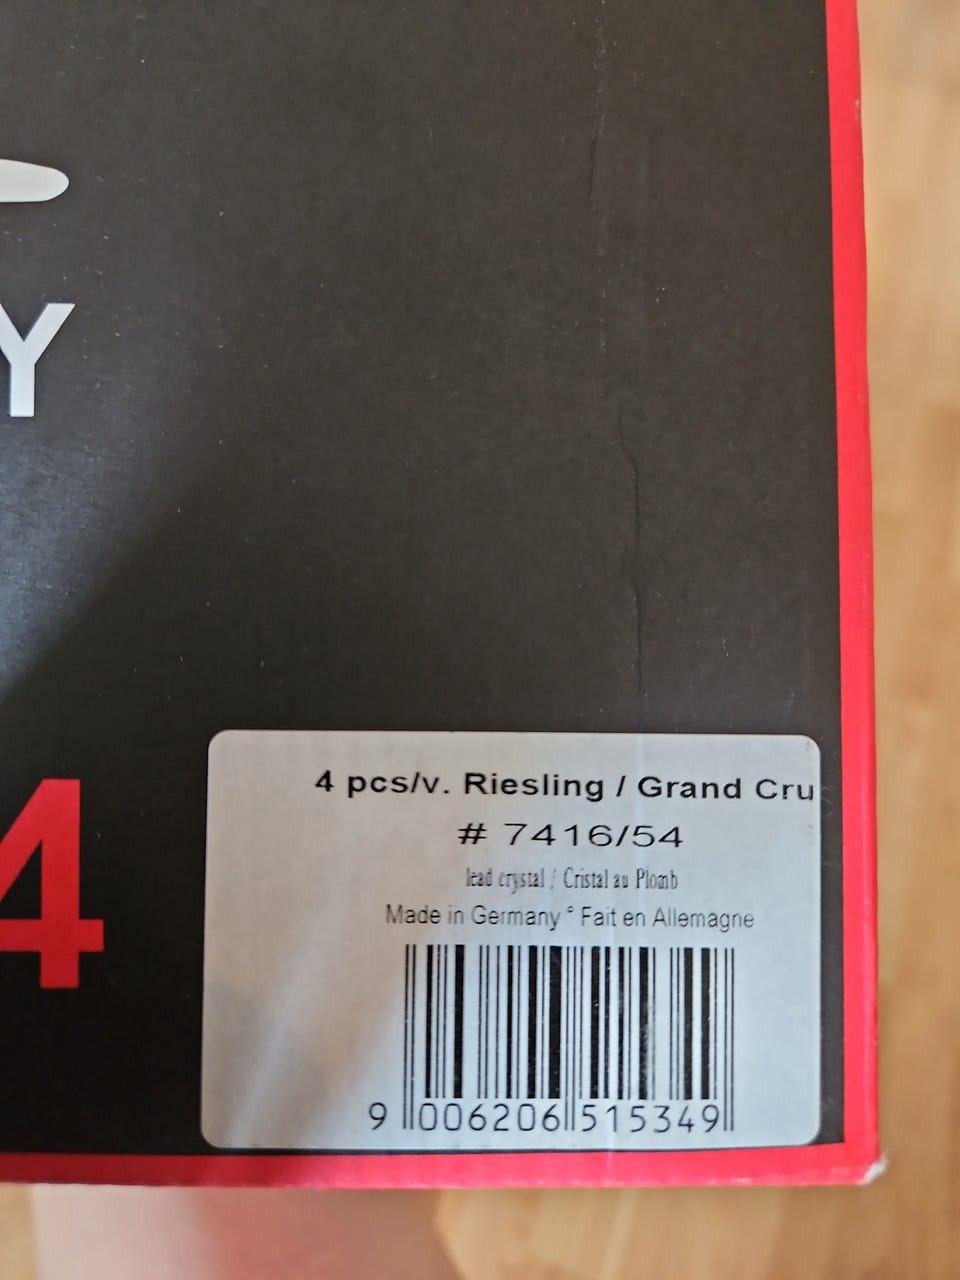 Y
4
4 pcs/v. Riesling / Grand Cru
# 7416/54
lead crystal / Cristal au Plomb
Made in Germany ° Fait en Allemagne
9 006206 515349